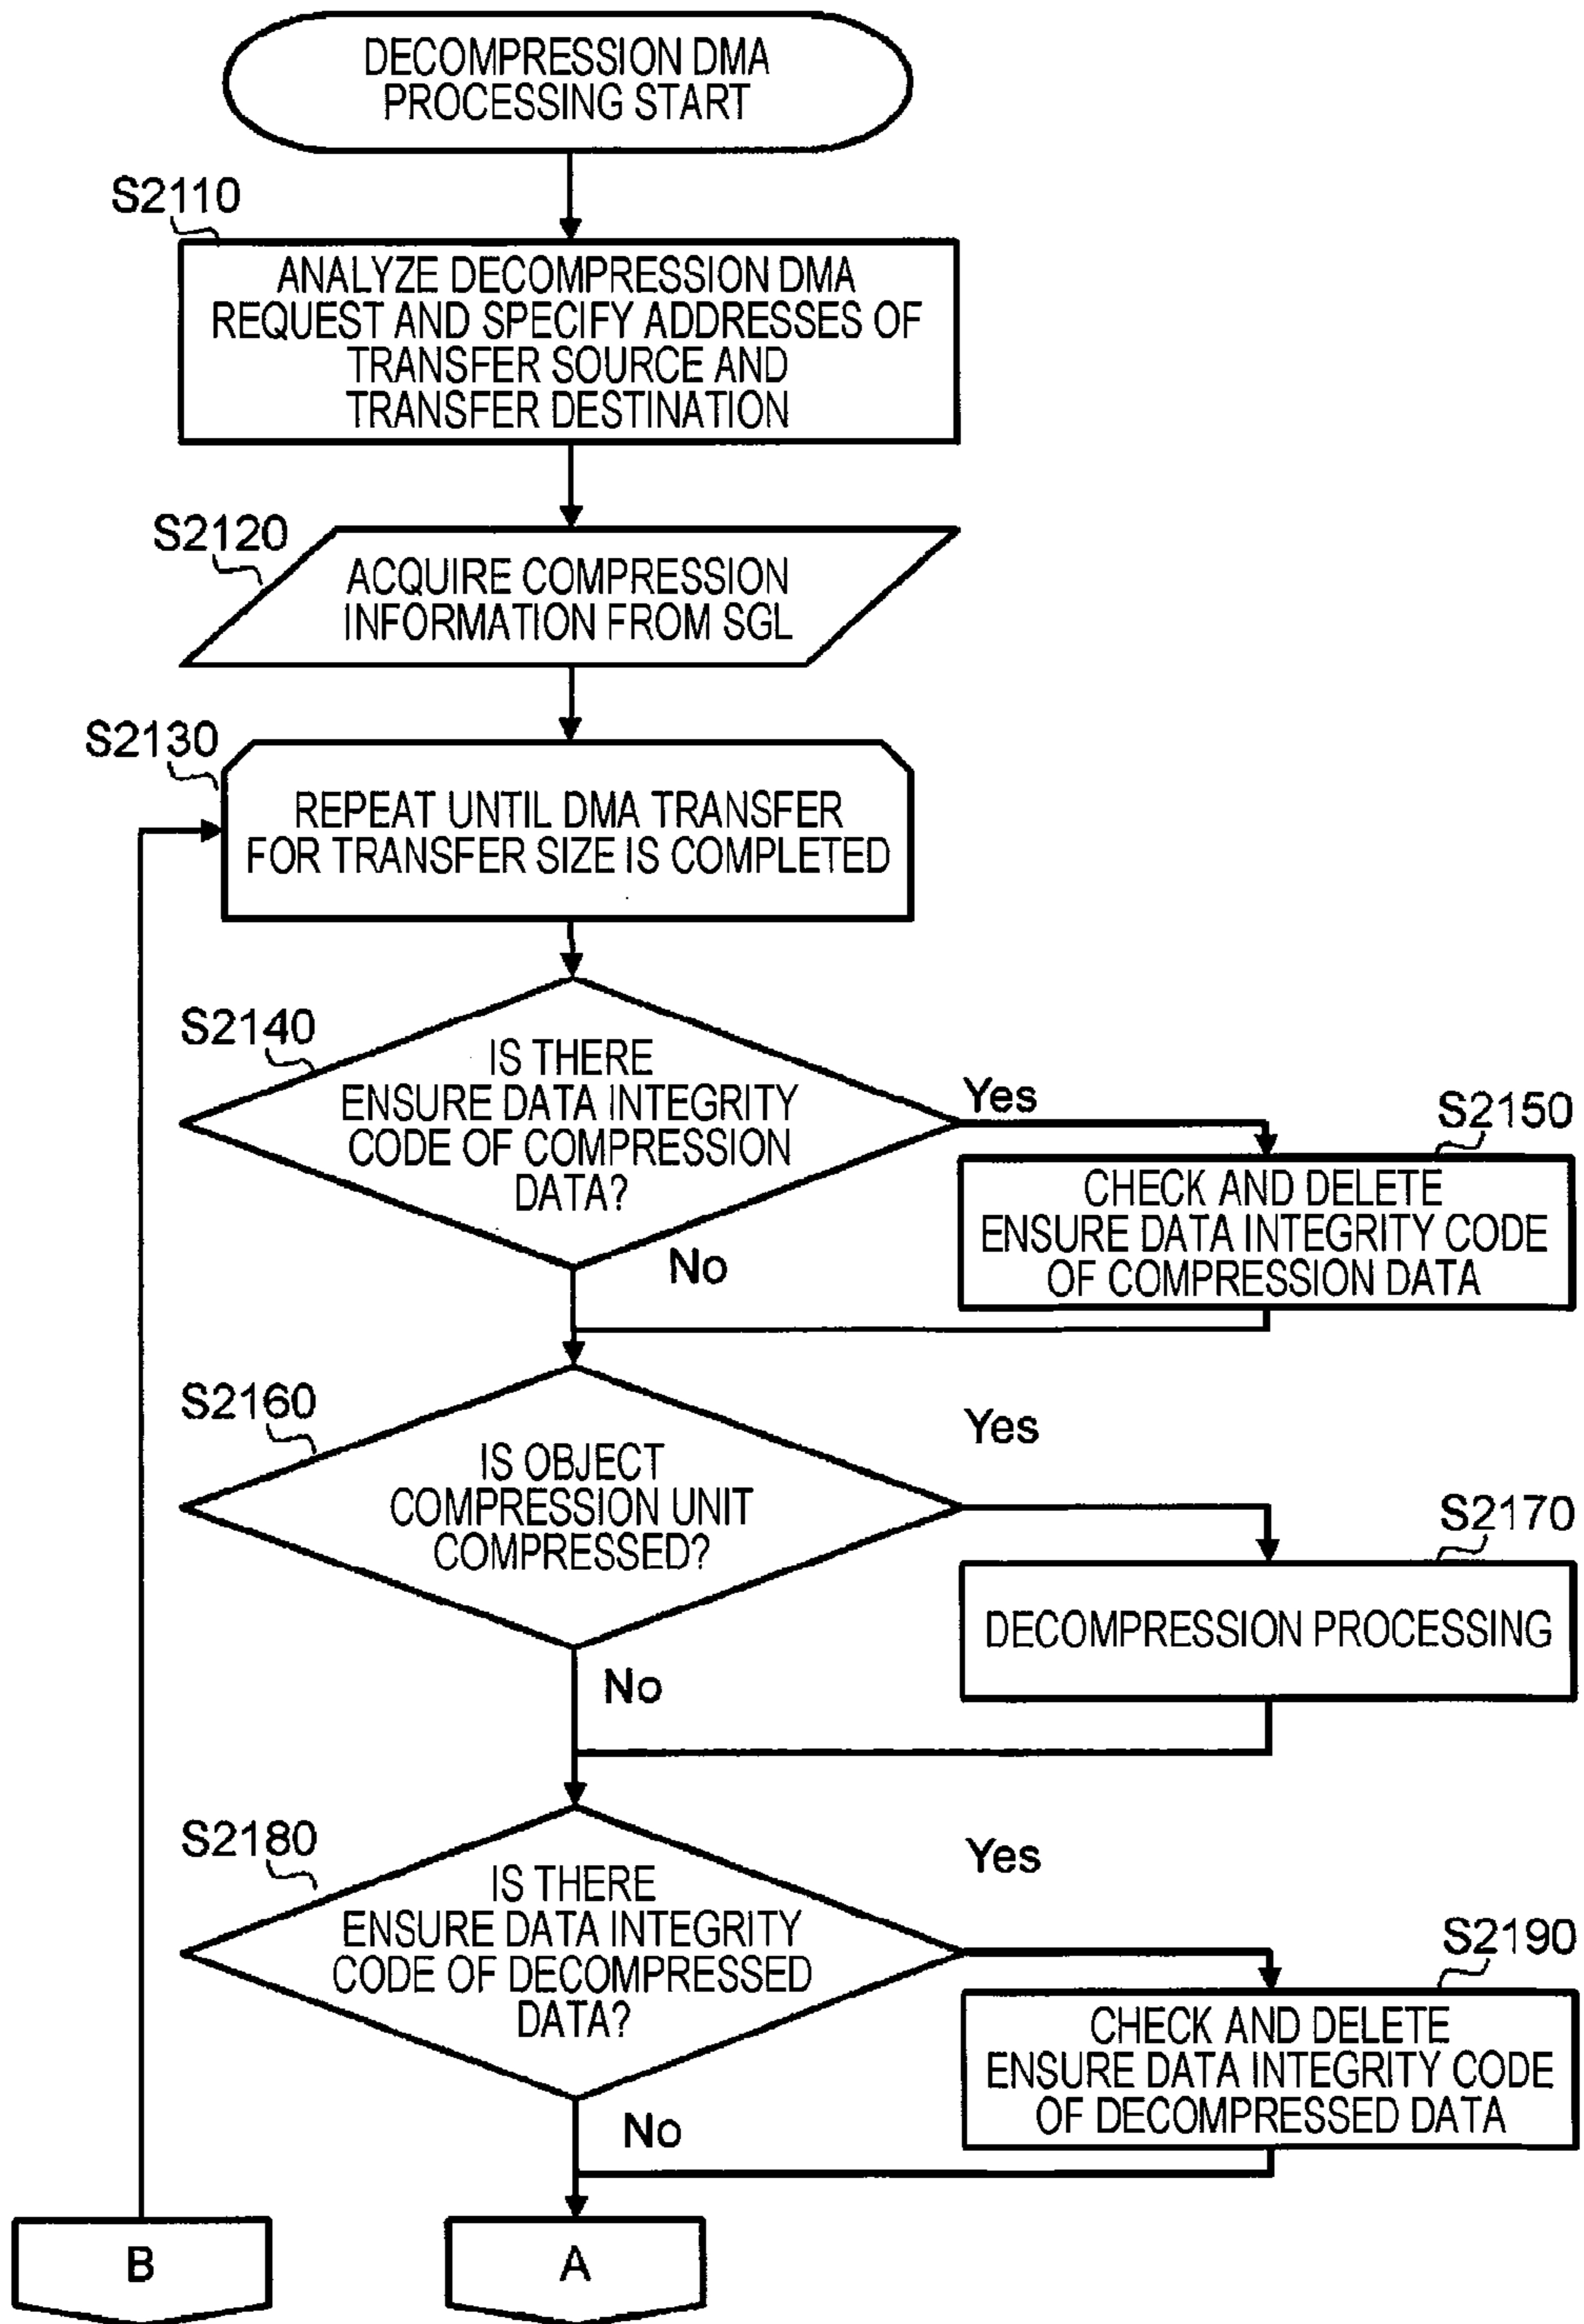 DECOMPRESSION DMA
PROCESSING START
S2110
ANALYZE DECOMPRESSION DMA
REQUEST AND SPECIFY ADDRESSES OF
TRANSFER SOURCE AND
TRANSFER DESTINATION
S2120
ACQUIRE COMPRESSION
INFORMATION FROM SGL
S2130
REPEAT UNTIL DMA TRANSFER
FOR TRANSFER SIZE IS COMPLETED
S2140
IS THERE
ENSURE DATA INTEGRITY
CODE OF COMPRESSION
DATA?
Yes
No
S2150
CHECK AND DELETE
ENSURE DATA INTEGRITY CODE
OF COMPRESSION DATA
S2160
IS OBJECT
COMPRESSION UNIT
COMPRESSED?
Yes
No
S2170
DECOMPRESSION PROCESSING
S2180
IS THERE
ENSURE DATA INTEGRITY
CODE OF DECOMPRESSED
DATA?
Yes
No
S2190
CHECK AND DELETE
ENSURE DATA INTEGRITY CODE
OF DECOMPRESSED DATA
B
A